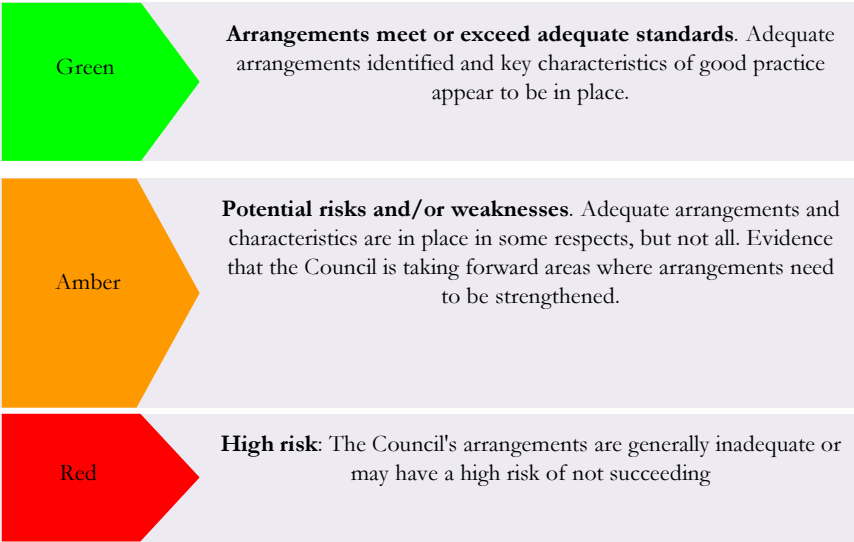 Green
Arrangements meet or exceed adequate standards. Adequate
arrangements identified and key characteristics of good practice
appear to be in place.
Amber
Potential risks and/or weaknesses. Adequate arrangements and
characteristics are in place in some respects, but not all. Evidence
that the Council is taking forward areas where arrangements need
to be strengthened.
Red
High risk: The Council's arrangements are generally inadequate or
may have a high risk of not succeeding